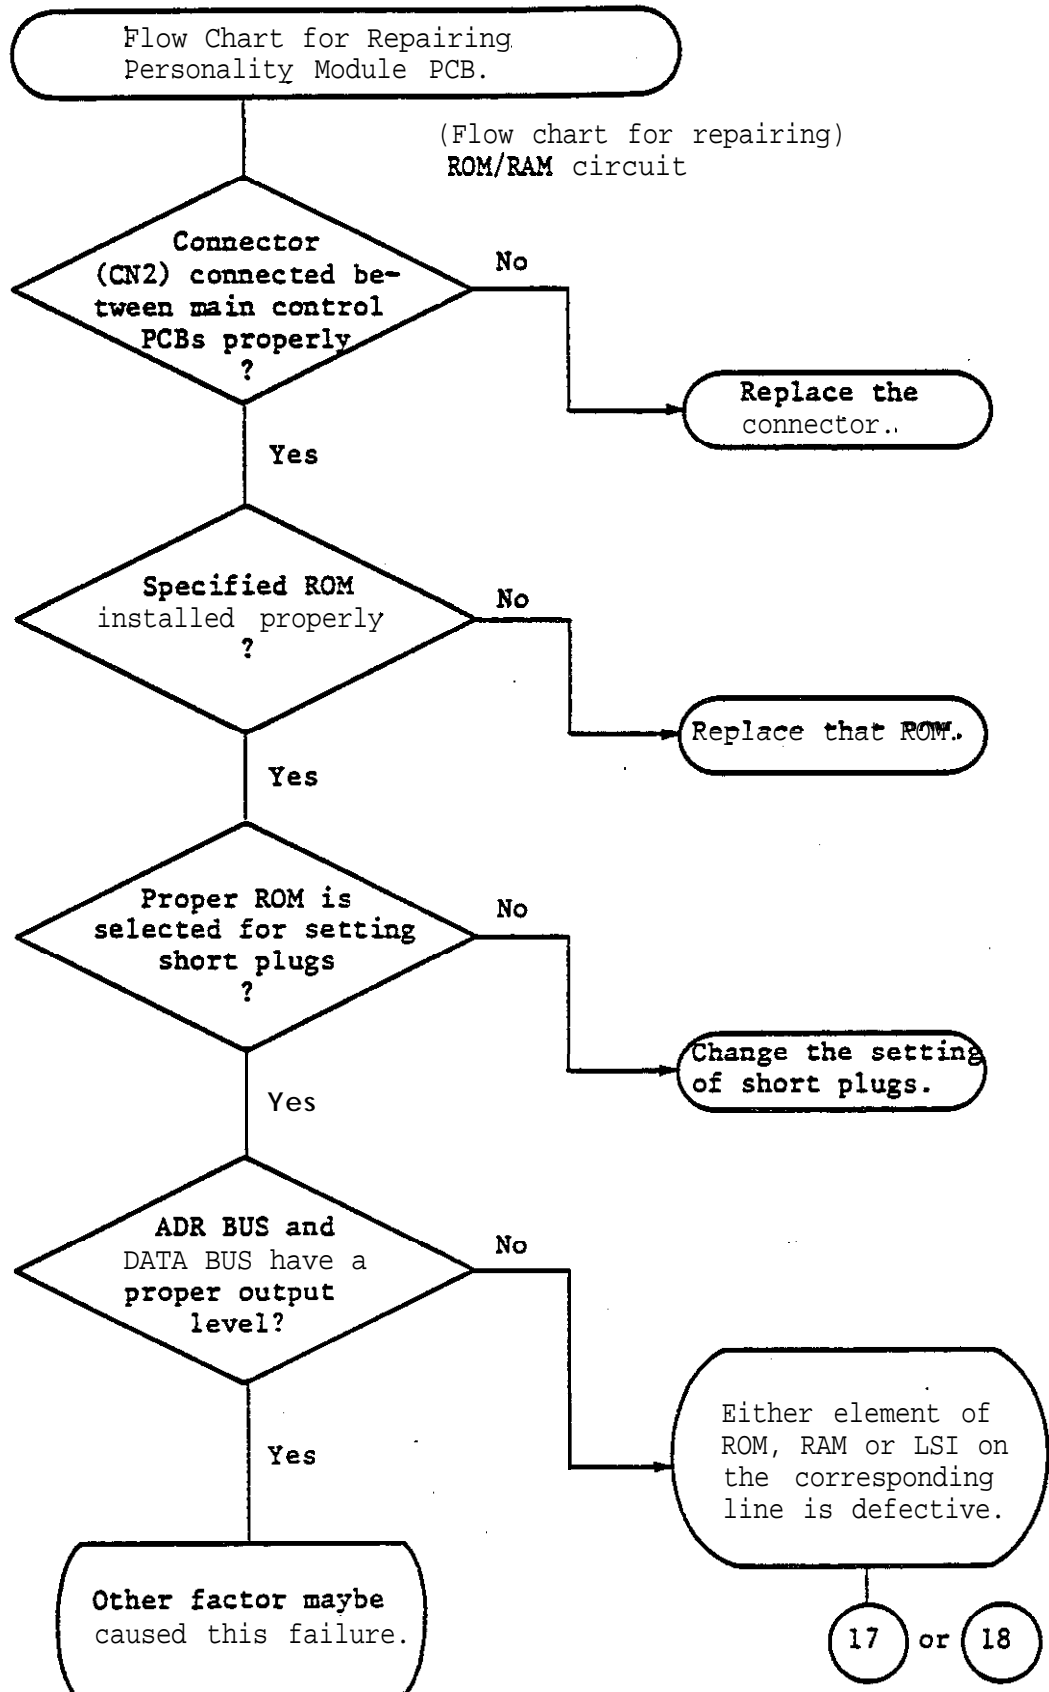 Flow Chart for Repairing
Personality Module PCB.
(Flow chart for repairing)
ROM/RAM circuit
Connector
(CN2) connected be-
tween main control
PCBs properly
?
No
Replace the
connector.
Yes
Specified ROM
installed properly
?
No
Replace that ROM.
Yes
Proper ROM is
selected for setting
short plugs
?
No
Change the setting
of short plugs.
Yes
ADR BUS and
DATA BUS have a
proper output
level?
No
Either element of
ROM, RAM or LSI on
the corresponding
line is defective.
Yes
Other factor maybe
caused this failure.
17 or 18